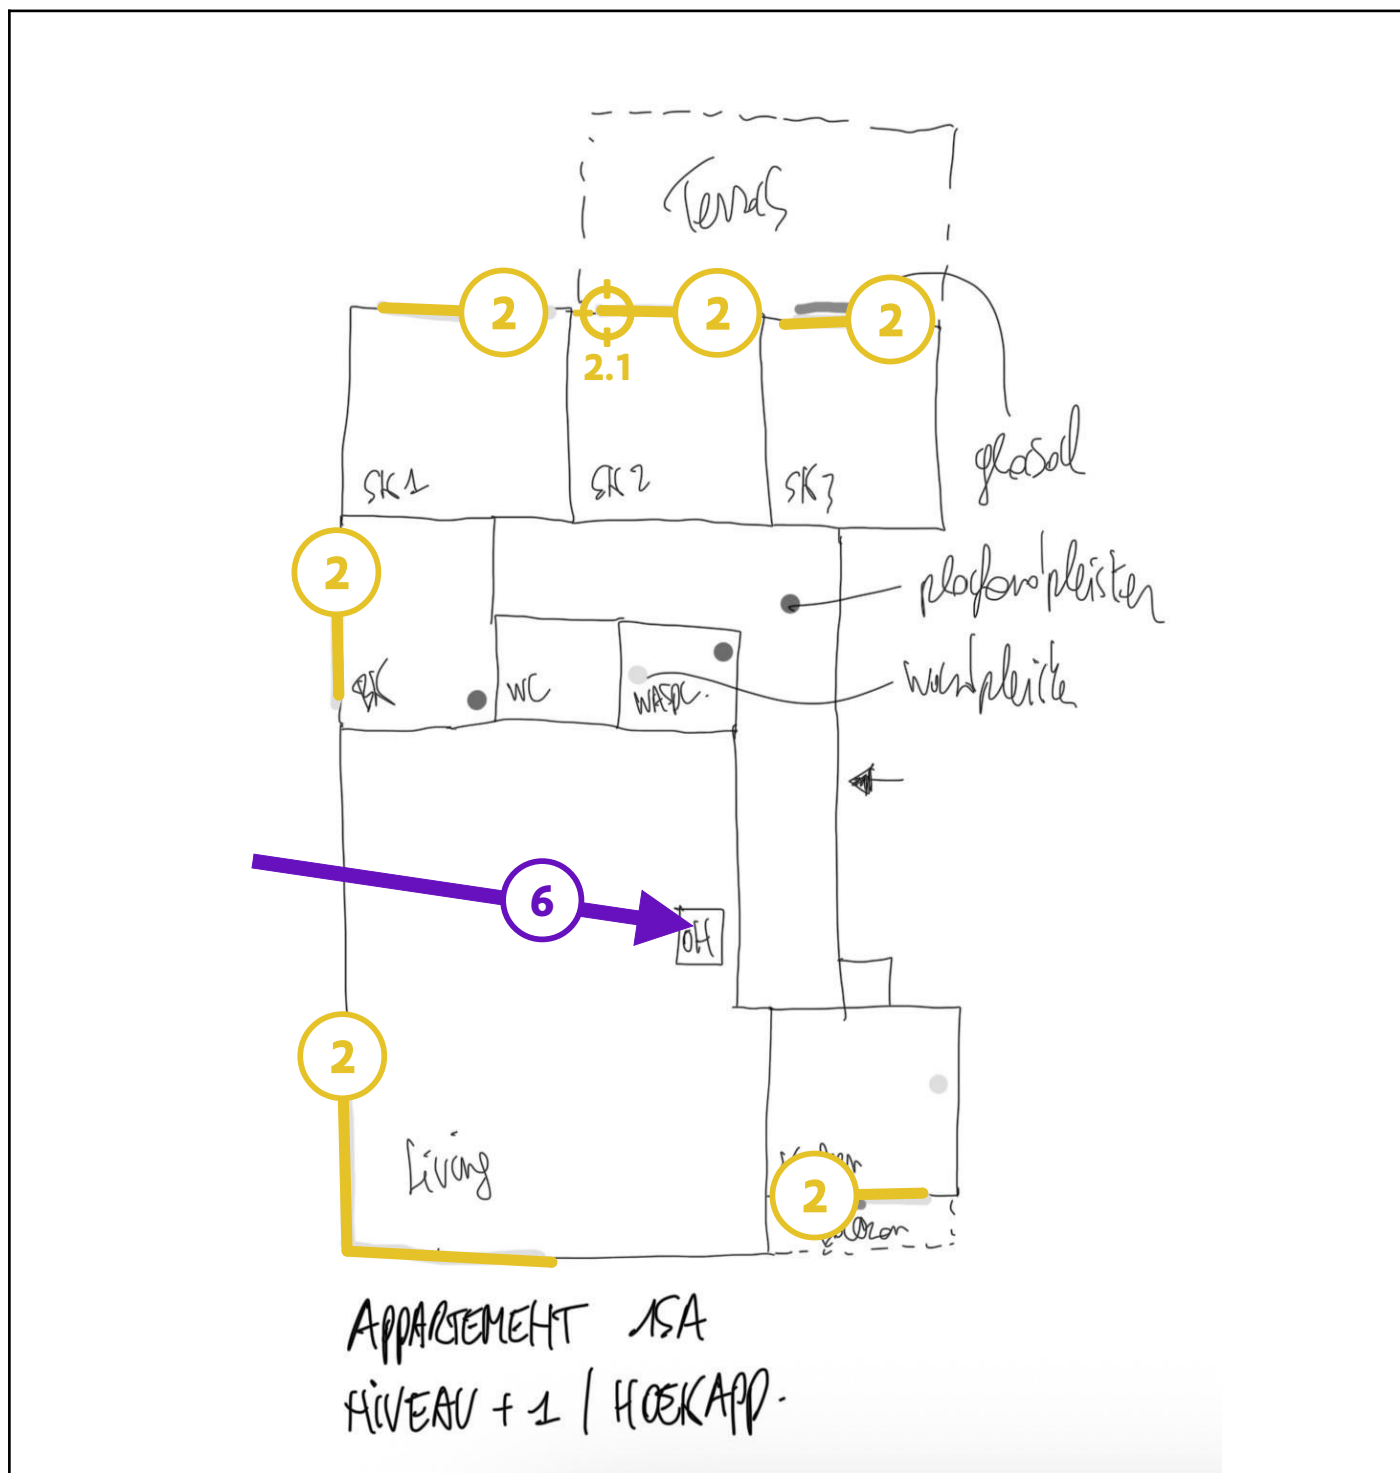 Terras
2
2
2
2.1
glasdal
SK1
SK2
SK3
2
plafondpleister
BK
WC
WASPL.
wandpleister
6
OH
2
Living
2
APPARTEMENT 15A
NIVEAU + 1 / HOEKAPP.